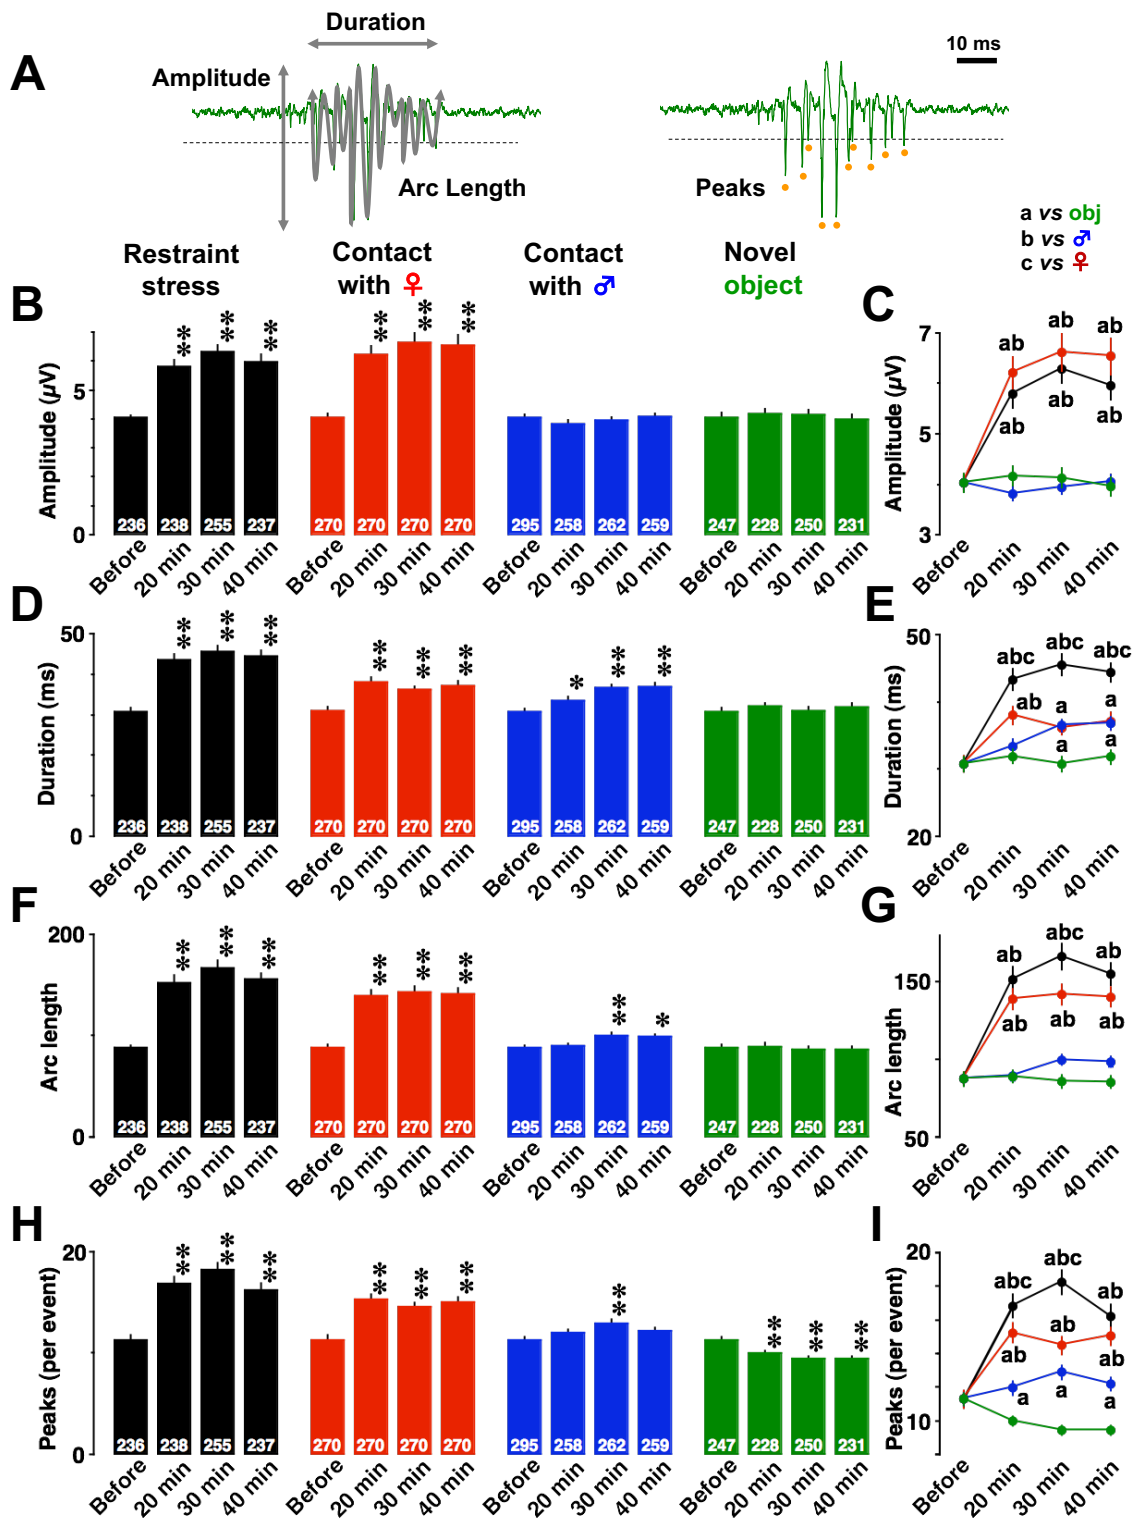 A
Duration
Amplitude
Arc Length
Peaks
10 ms
a vs obj
b vs ♂
c vs ♀
Restraint
stress
Contact
with ♀
Contact
with ♂
Novel
object
B
Amplitude (µV)
5
0
** ** **
** ** **
236 238 255 237
270 270 270 270
295 258 262 259
247 228 250 231
Before 20 min 30 min 40 min
Before 20 min 30 min 40 min
Before 20 min 30 min 40 min
Before 20 min 30 min 40 min
C
Amplitude (µV)
7
5
3
ab ab ab
ab ab ab
Before 20 min 30 min 40 min
D
Duration (ms)
50
0
** ** **
** ** **
* ** **
236 238 255 237
270 270 270 270
295 258 262 259
247 228 250 231
Before 20 min 30 min 40 min
Before 20 min 30 min 40 min
Before 20 min 30 min 40 min
Before 20 min 30 min 40 min
E
Duration (ms)
50
20
abc abc abc
ab a a
a a
Before 20 min 30 min 40 min
F
Arc length
200
0
** ** **
** ** **
** *
236 238 255 237
270 270 270 270
295 258 262 259
247 228 250 231
Before 20 min 30 min 40 min
Before 20 min 30 min 40 min
Before 20 min 30 min 40 min
Before 20 min 30 min 40 min
G
Arc length
150
50
ab abc ab
ab ab ab
Before 20 min 30 min 40 min
H
Peaks (per event)
20
0
** ** **
** ** **
**
** ** **
236 238 255 237
270 270 270 270
295 258 262 259
247 228 250 231
Before 20 min 30 min 40 min
Before 20 min 30 min 40 min
Before 20 min 30 min 40 min
Before 20 min 30 min 40 min
I
Peaks (per event)
20
10
abc abc ab
ab ab ab
a a a
Before 20 min 30 min 40 min